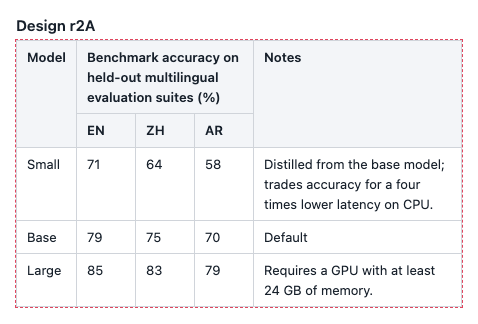 Design r2A
Model
Benchmark accuracy on
held-out multilingual
evaluation suites (%)
Notes
EN
ZH
AR
Small
71
64
58
Distilled from the base model;
trades accuracy for a four
times lower latency on CPU.
Base
79
75
70
Default
Large
85
83
79
Requires a GPU with at least
24 GB of memory.